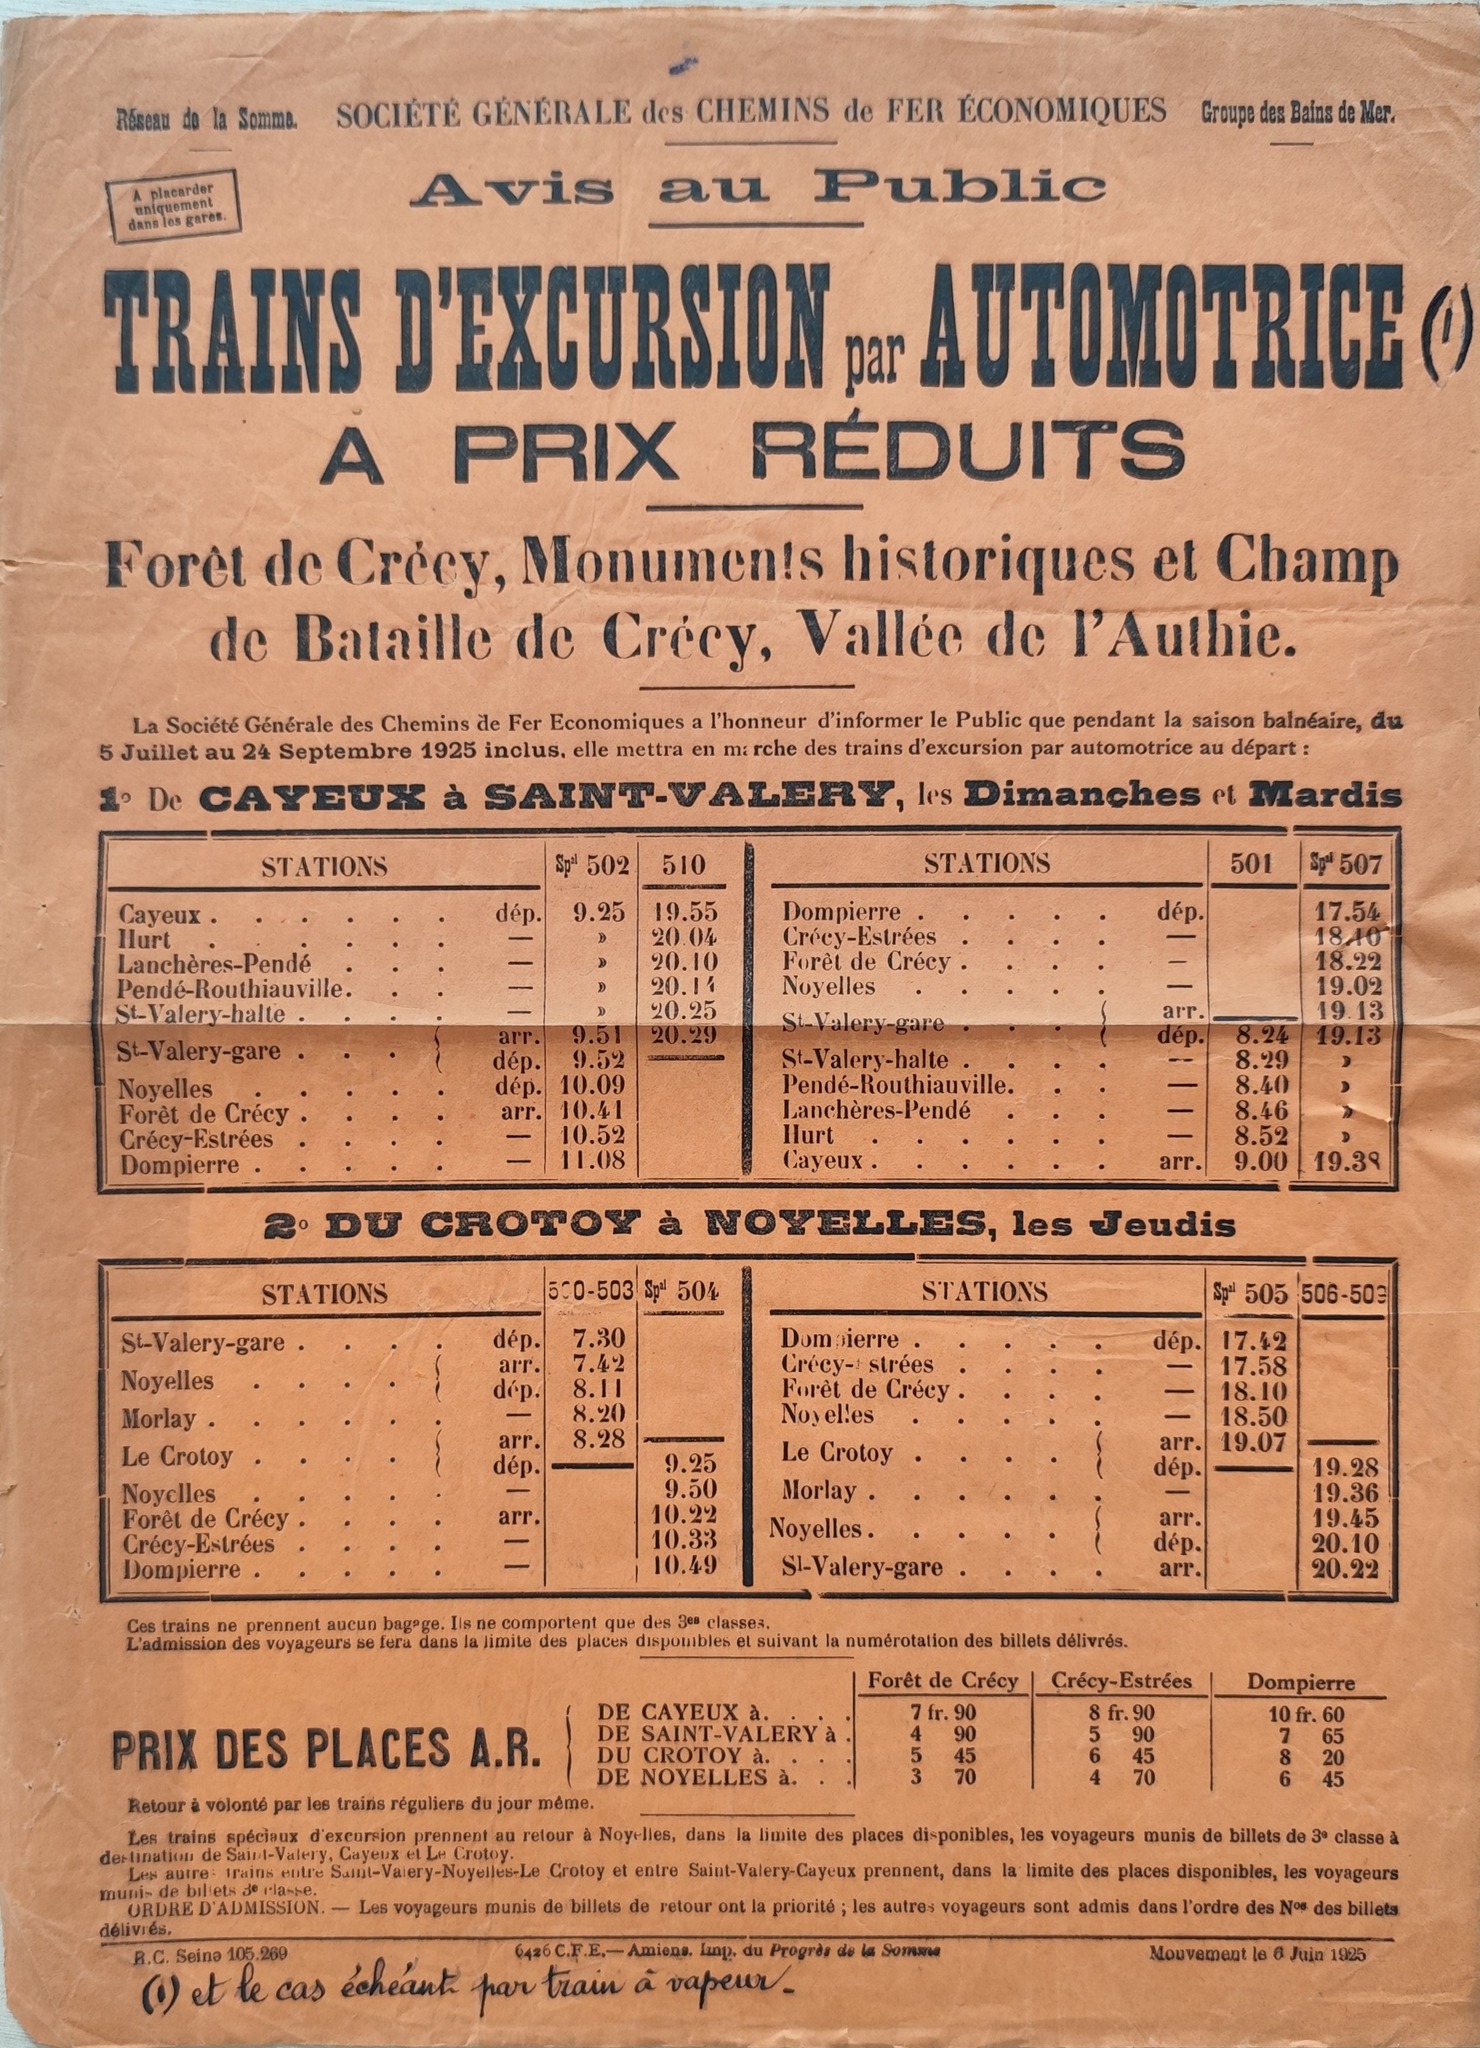 Réseau de la Somme. SOCIÉTÉ GÉNÉRALE des CHEMINS de FER ÉCONOMIQUES Groupe des Bains de Mer.
A placarder
uniquement
dans les gares.
Avis au Public
TRAINS D'EXCURSION par AUTOMOTRICE (1)
A PRIX RÉDUITS
Forêt de Crécy, Monuments historiques et Champ
de Bataille de Crécy, Vallée de l'Authie.
La Société Générale des Chemins de Fer Economiques a l'honneur d'informer le Public que pendant la saison balnéaire, du
5 Juillet au 24 Septembre 1925 inclus, elle mettra en marche des trains d'excursion par automotrice au départ :
1° De CAYEUX à SAINT-VALERY, les Dimanches et Mardis
STATIONS Spal 502 510
Cayeux . . . . . . dép. 9.25 19.55
Hurt . . . . . — » 20.04
Lanchères-Pendé . . . — » 20.10
Pendé-Routhiauville. . . — » 20.14
St-Valery-halte . . . . — » 20.25
St-Valery-gare . . . arr. 9.51 20.29
dép. 9.52
Noyelles . . . . . dép. 10.09
Forêt de Crécy . . . . arr. 10.41
Crécy-Estrées . . . . — 10.52
Dompierre . . . . . — 11.08
STATIONS 501 Spal 507
Dompierre . . . . . dép. 17.54
Crécy-Estrées . . . . — 18.10
Forêt de Crécy . . . . — 18.22
Noyelles . . . . . — 19.02
St-Valery-gare . . . arr. 19.13
dép. 8.24 19.13
St-Valery-halte . . . . — 8.29 »
Pendé-Routhiauville. . . — 8.40 »
Lanchères-Pendé . . . — 8.46 »
Hurt . . . . . . — 8.52 »
Cayeux . . . . . . arr. 9.00 19.38
2° DU CROTOY à NOYELLES, les Jeudis
STATIONS 500-503 Spal 504
St-Valery-gare . . . . dép. 7.30
Noyelles . . . . arr. 7.42
dép. 8.11
Morlay . . . . . . — 8.20
Le Crotoy . . . . arr. 8.28
dép. 9.25
Noyelles . . . . . — 9.50
Forêt de Crécy . . . . arr. 10.22
Crécy-Estrées . . . . — 10.33
Dompierre . . . . . — 10.49
STATIONS Spal 505 506-509
Dompierre . . . . . dép. 17.42
Crécy-Estrées . . . . — 17.58
Forêt de Crécy . . . . — 18.10
Noyelles . . . . . — 18.50
Le Crotoy . . . . arr. 19.07
dép. 19.28
Morlay . . . . . . — 19.36
Noyelles . . . . . arr. 19.45
dép. 20.10
St-Valery-gare . . . . arr. 20.22
Ces trains ne prennent aucun bagage. Ils ne comportent que des 3es classes.
L'admission des voyageurs se fera dans la limite des places disponibles et suivant la numérotation des billets délivrés.
Forêt de Crécy Crécy-Estrées Dompierre
PRIX DES PLACES A.R.
DE CAYEUX à. . . . 7 fr. 90 8 fr. 90 10 fr. 60
DE SAINT-VALERY à . 4 90 5 90 7 65
DU CROTOY à. . . . 5 45 6 45 8 20
DE NOYELLES à. . . 3 70 4 70 6 45
Retour à volonté par les trains réguliers du jour même.
Les trains spéciaux d'excursion prennent au retour à Noyelles, dans la limite des places disponibles, les voyageurs munis de billets de 3e classe à
destination de Saint-Valery, Cayeux et Le Crotoy.
Les autres trains entre Saint-Valery-Noyelles-Le Crotoy et entre Saint-Valery-Cayeux prennent, dans la limite des places disponibles, les voyageurs
munis de billets 3e classe.
ORDRE D'ADMISSION. — Les voyageurs munis de billets de retour ont la priorité ; les autres voyageurs sont admis dans l'ordre des Nos des billets
délivrés.
R.C. Seine 105.269 6426 C.F.E.— Amiens. Imp. du Progrès de la Somme Mouvement le 6 Juin 1925
(1) et le cas échéant par train à vapeur.-